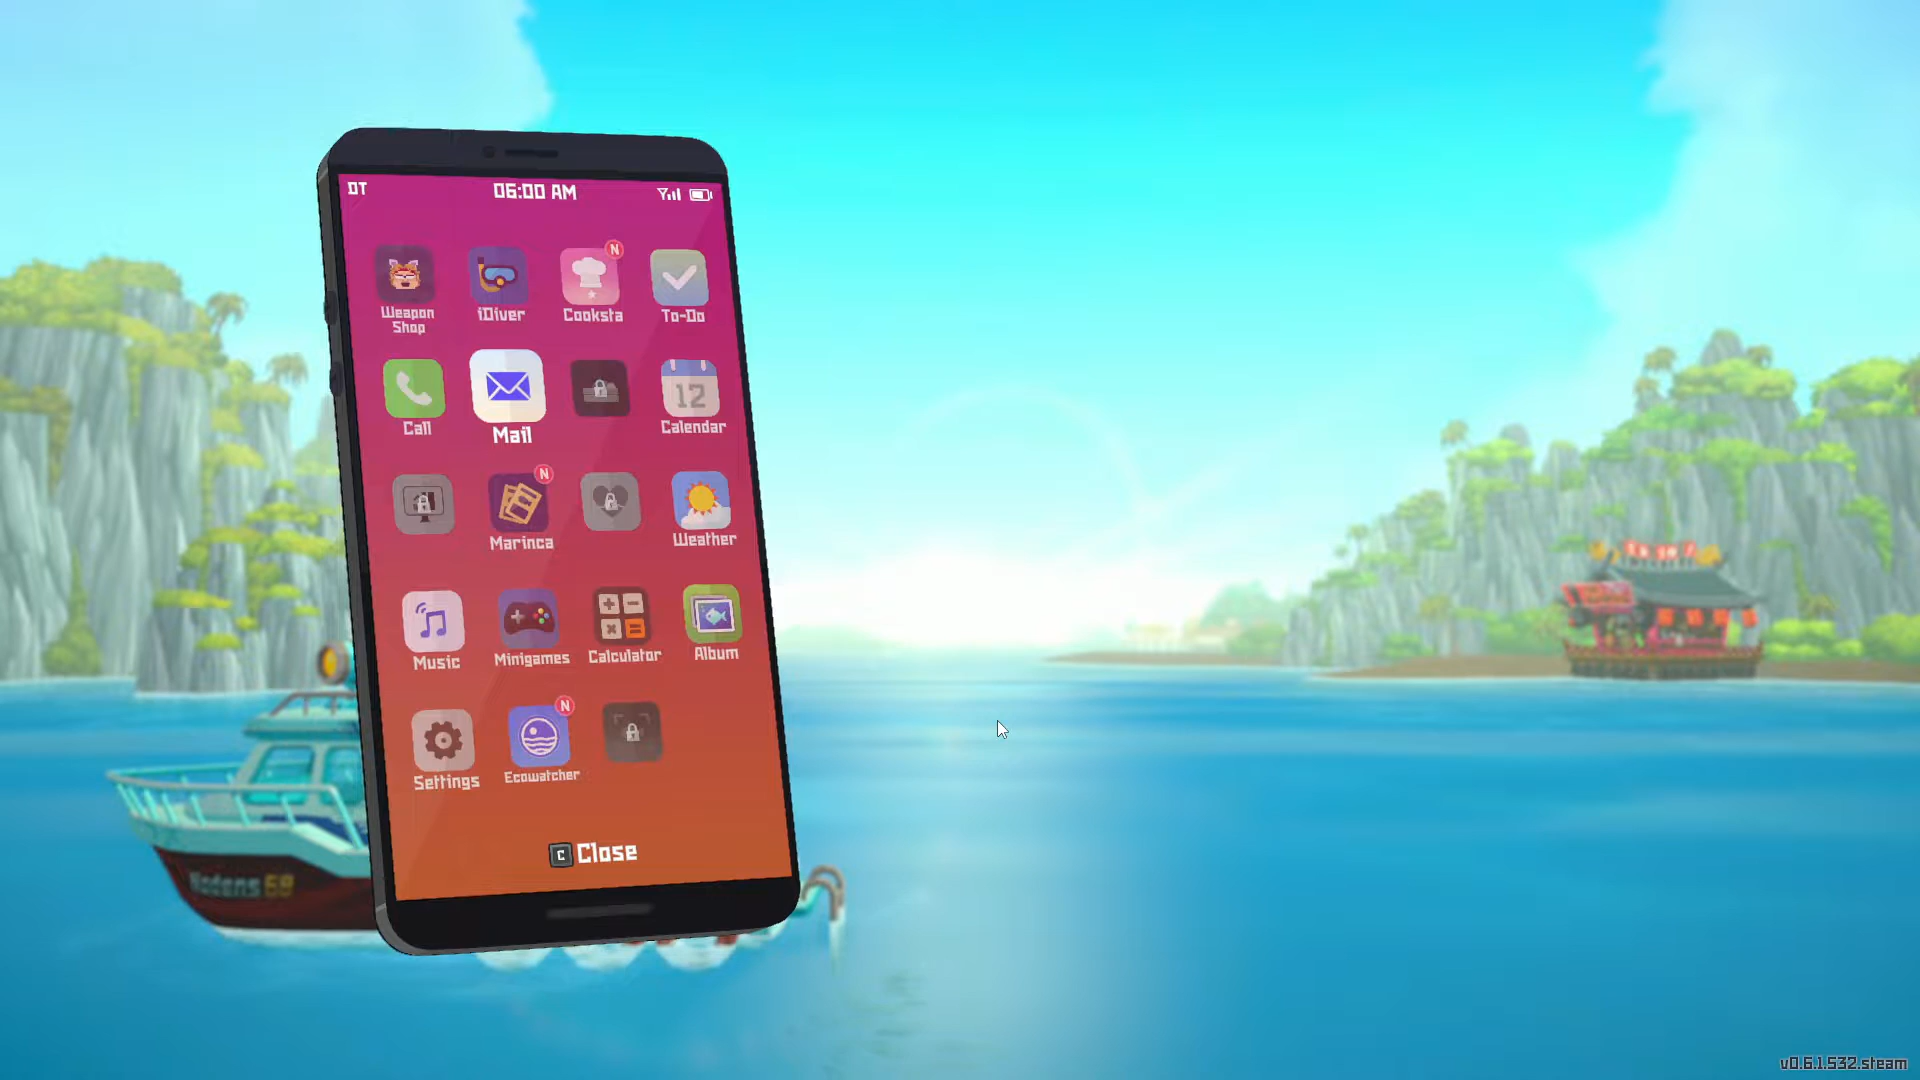 DT 06:00 AM
N
Weapon Shop
iDiver
Cooksta
To-Do
Call
Mail
12
Calendar
N
Marinca
Weather
Music
Minigames
Calculator
Album
N
Settings
Ecowatcher
C Close
v0.6.1.532.steam